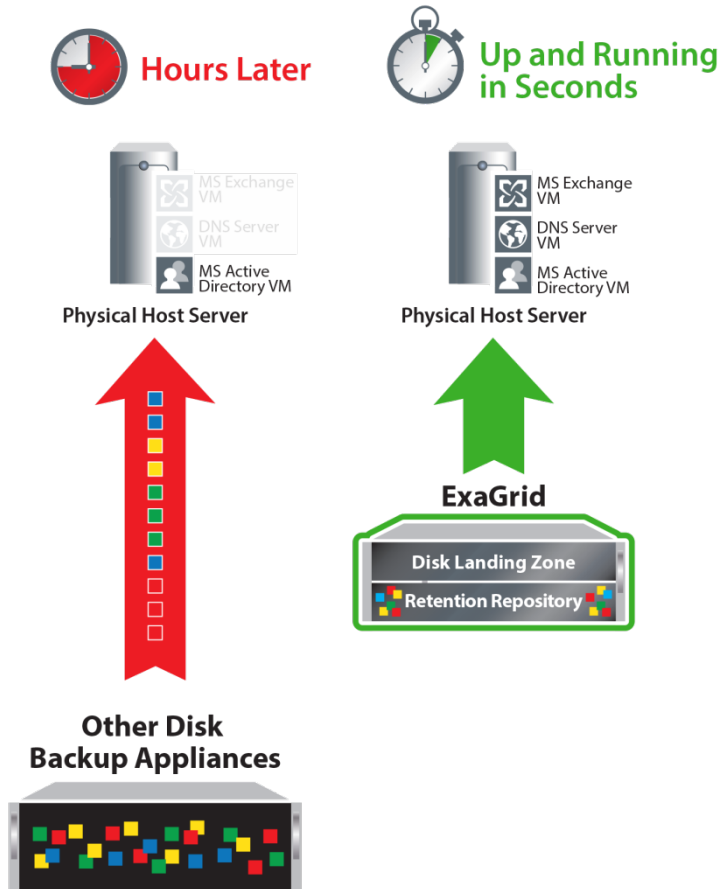 Hours Later
MS Exchange
VM
DNS Server
VM
MS Active
Directory VM
Physical Host Server
Other Disk
Backup Appliances
Up and Running
in Seconds
MS Exchange
VM
DNS Server
VM
MS Active
Directory VM
Physical Host Server
ExaGrid
Disk Landing Zone
Retention Repository